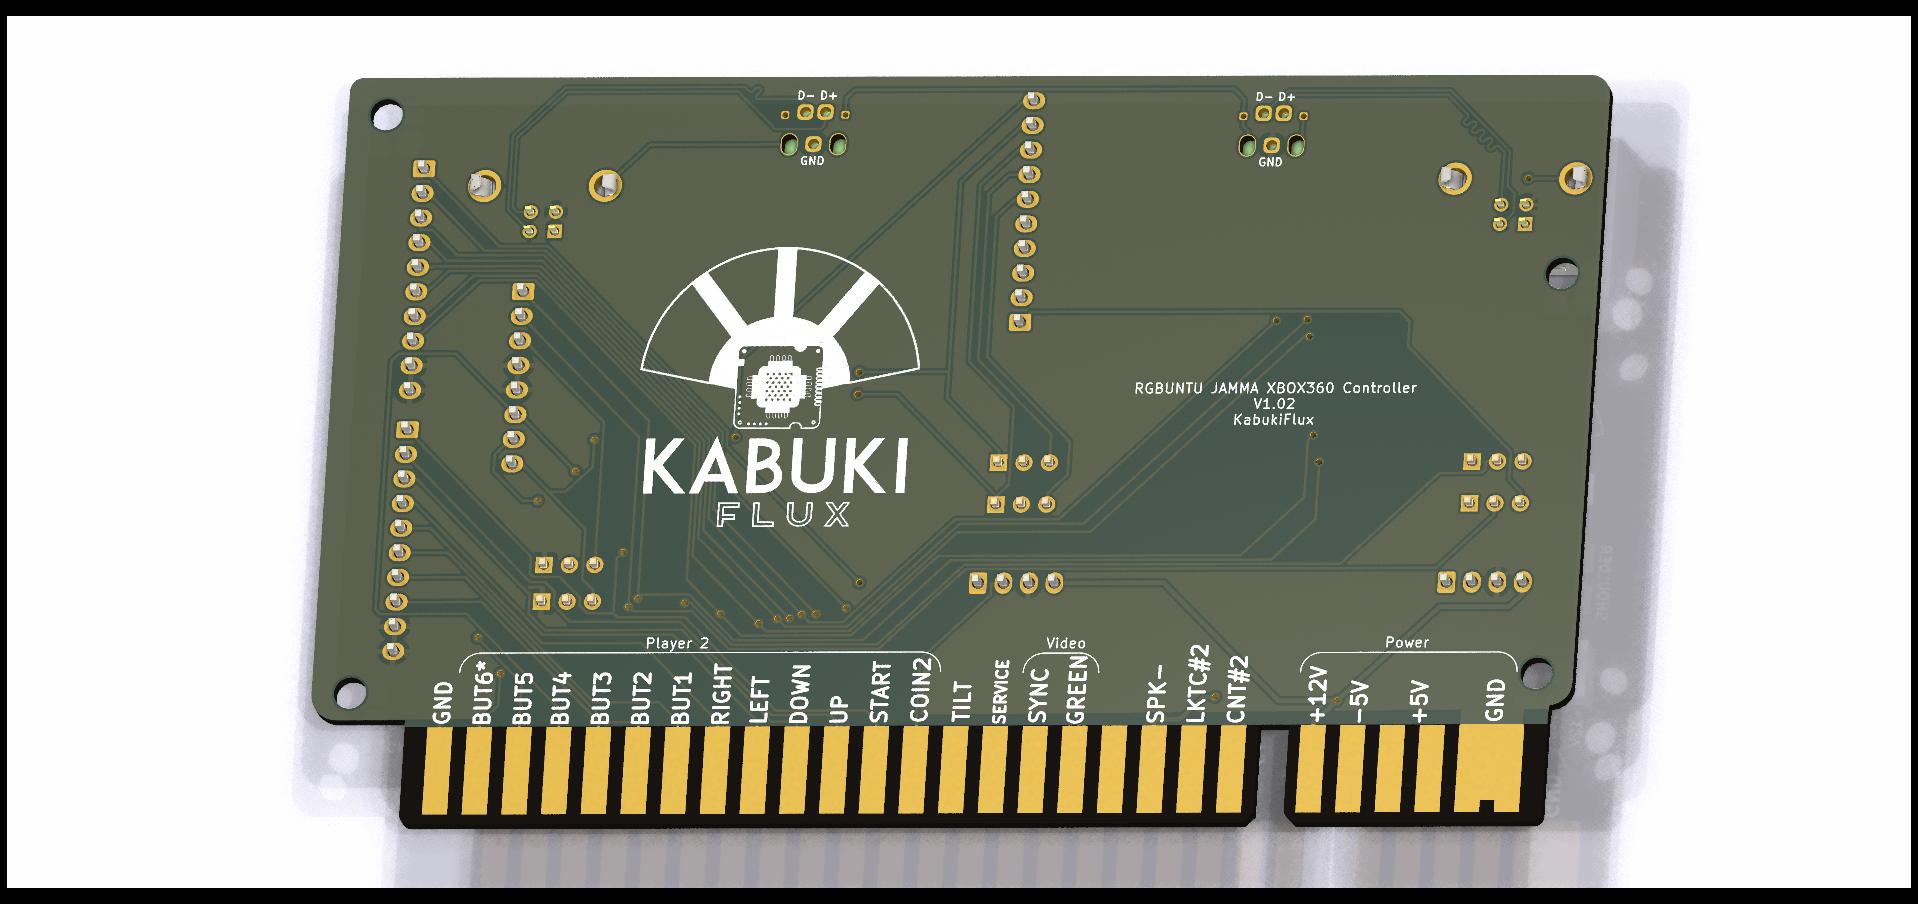 D- D+
GND
D- D+
GND
RGBUNTU JAMMA XBOX360 Controller
V1.02
KabukiFlux
KABUKI
FLUX
Player 2
Video
Power
GND
BUT6*
BUT5
BUT4
BUT3
BUT2
BUT1
RIGHT
LEFT
DOWN
UP
START
COIN2
TILT
SERVICE
SYNC
GREEN
SPK-
LKTC#2
CNT#2
+12V
-5V
+5V
GND